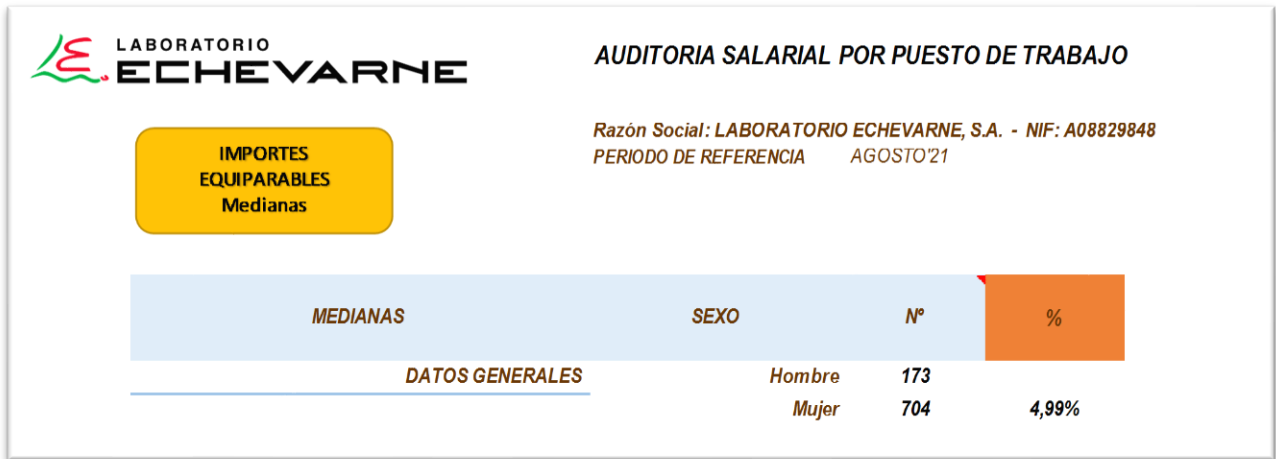 LABORATORIO
ECHEVARNE
AUDITORIA SALARIAL POR PUESTO DE TRABAJO
Razón Social: LABORATORIO ECHEVARNE, S.A. - NIF: A08829848
PERIODO DE REFERENCIA AGOSTO'21
IMPORTES
EQUIPARABLES
Medianas
MEDIANAS SEXO Nº %
DATOS GENERALES Hombre 173
Mujer 704 4,99%